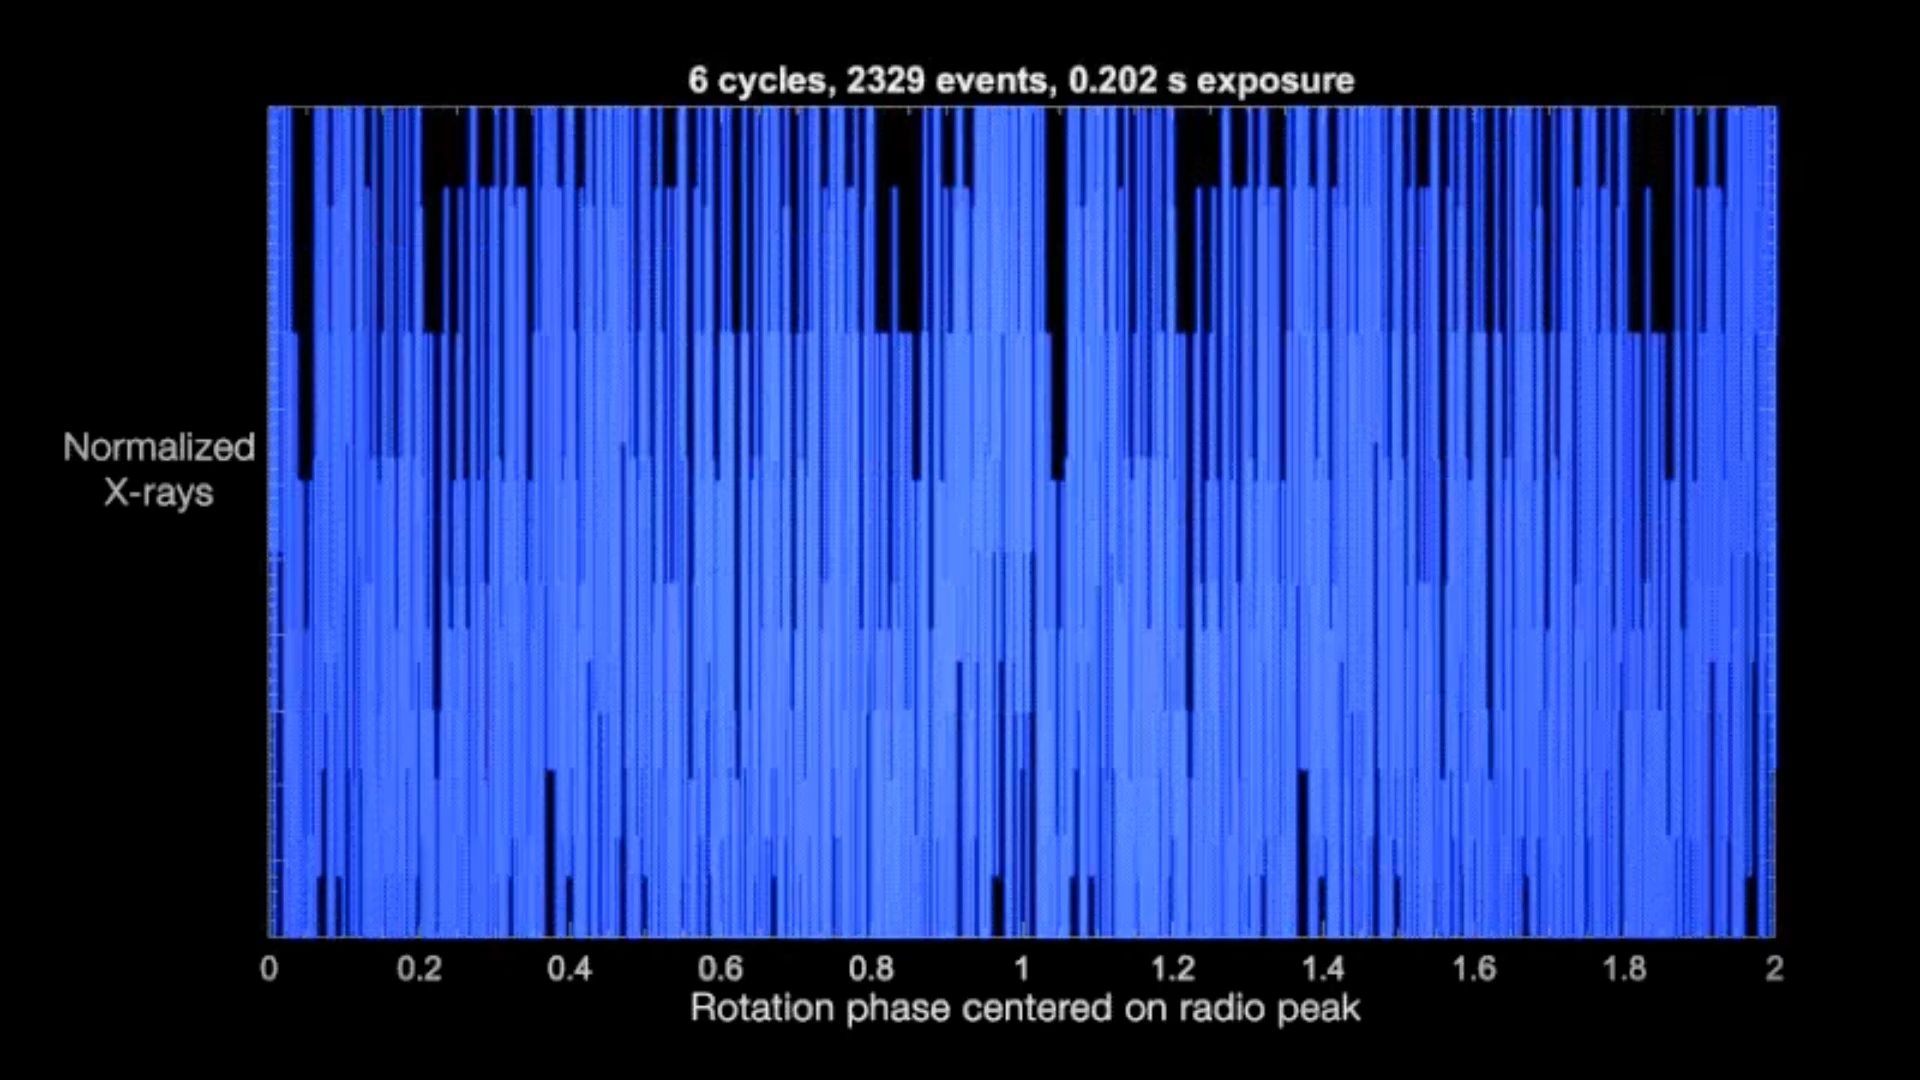 6 cycles, 2329 events, 0.202 s exposure
Normalized
X-rays
0 0.2 0.4 0.6 0.8 1 1.2 1.4 1.6 1.8 2
Rotation phase centered on radio peak